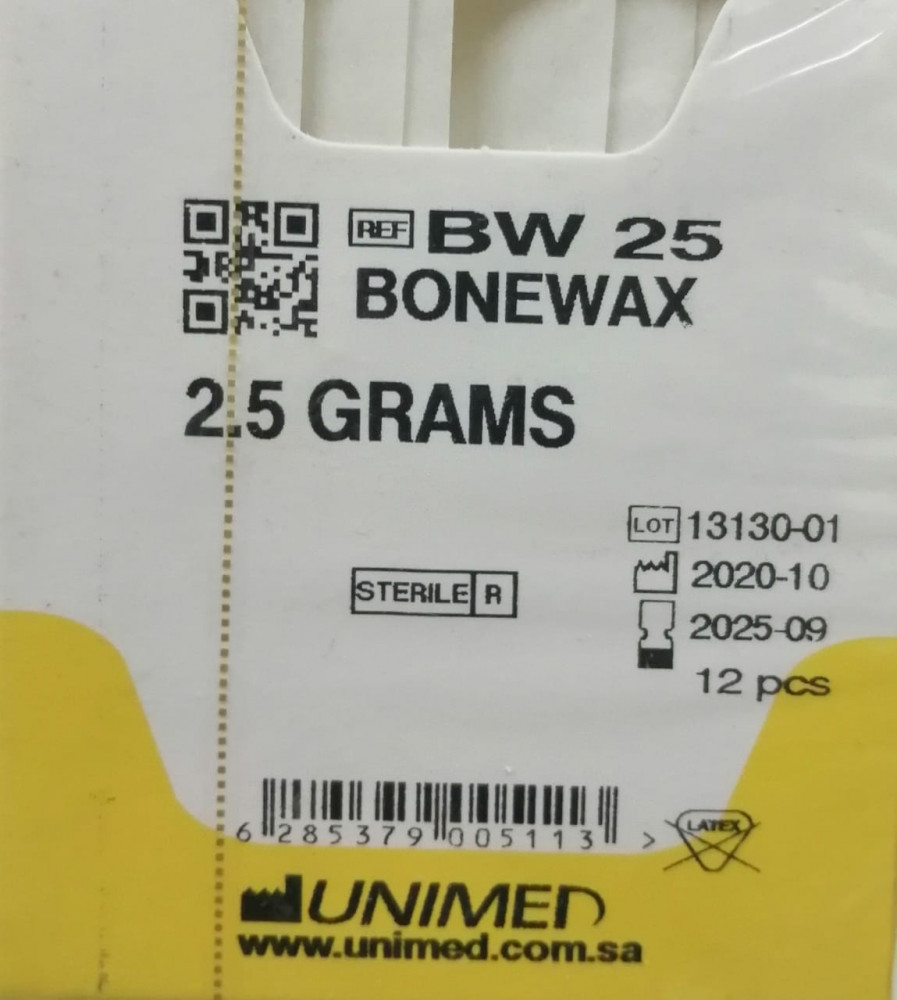 REF BW 25
BONEWAX
2.5 GRAMS
LOT 13130-01
2020-10
STERILE R
2025-09
12 pcs
6 285379 005113 >
LATEX
UNIMED
www.unimed.com.sa